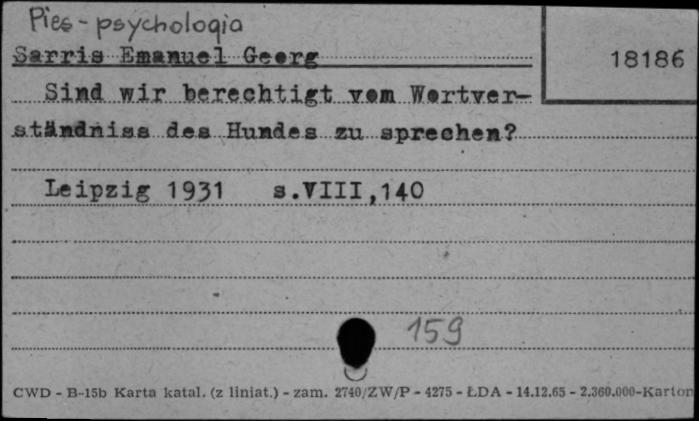 Pies - psychologia
Sarris Emanuel Georg
18186
Sind wir berechtigt vom Wortver-
ständniss des Hundes zu sprechen?
Leipzig 1931 s.VIII,140
159
CWD - B-15b Karta katal. (z liniat.) - zam. 2740/ZW/P - 4275 - ŁDA - 14.12.65 - 2.360.000-Karton